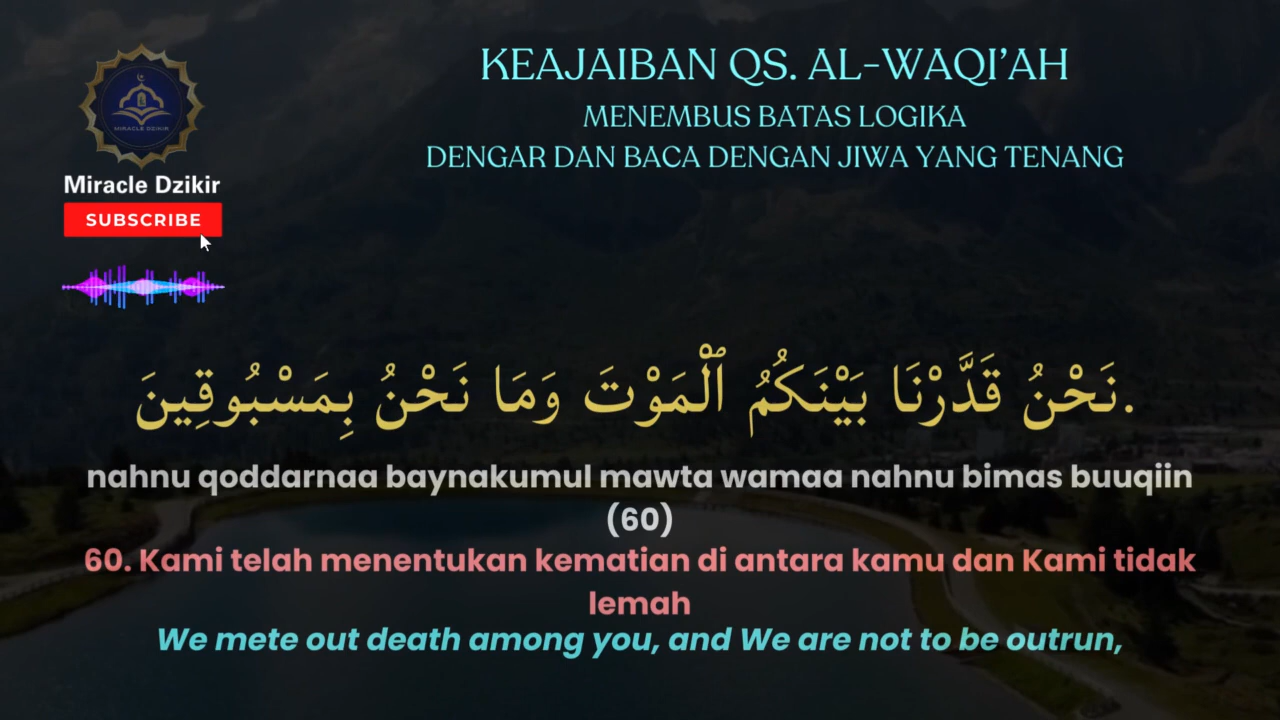 KEAJAIBAN QS. AL-WAQI'AH
MENEMBUS BATAS LOGIKA
DENGAR DAN BACA DENGAN JIWA YANG TENANG
MIRACLE DZIKIR
Miracle Dzikir
SUBSCRIBE
نَحْنُ قَدَّرْنَا بَيْنَكُمُ ٱلْمَوْتَ وَمَا نَحْنُ بِمَسْبُوقِينَ.
nahnu qoddarnaa baynakumul mawta wamaa nahnu bimas buuqiin
(60)
60. Kami telah menentukan kematian di antara kamu dan Kami tidak
lemah
We mete out death among you, and We are not to be outrun,